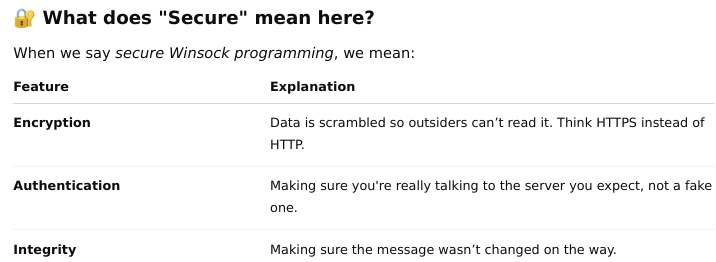 🔐 What does "Secure" mean here?
When we say secure Winsock programming, we mean:
Feature Explanation
Encryption Data is scrambled so outsiders can’t read it. Think HTTPS instead of
HTTP.
Authentication Making sure you're really talking to the server you expect, not a fake
one.
Integrity Making sure the message wasn’t changed on the way.